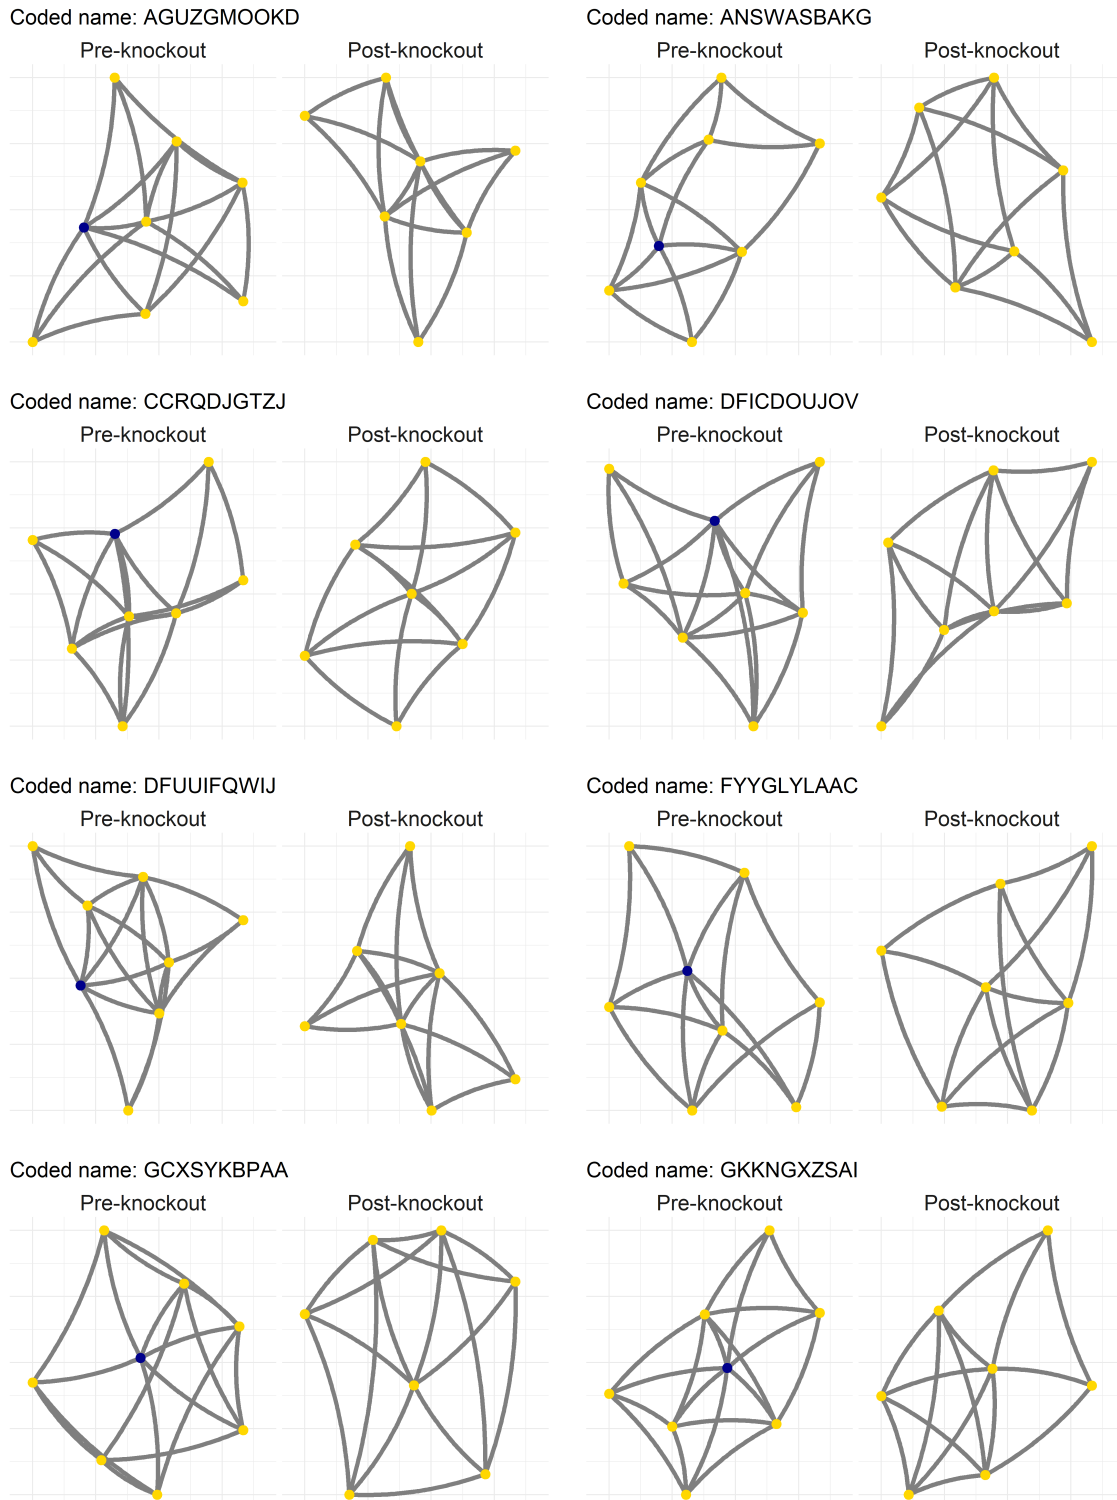 Coded name: AGUZGMOOKD
Pre-knockout
Post-knockout
Coded name: ANSWASBAKG
Pre-knockout
Post-knockout
Coded name: CCRQDJGTZJ
Pre-knockout
Post-knockout
Coded name: DFICDOUJOV
Pre-knockout
Post-knockout
Coded name: DFUUIFQWIJ
Pre-knockout
Post-knockout
Coded name: FYYGLYLAAC
Pre-knockout
Post-knockout
Coded name: GCXSYKBPAA
Pre-knockout
Post-knockout
Coded name: GKKNGXZSAI
Pre-knockout
Post-knockout